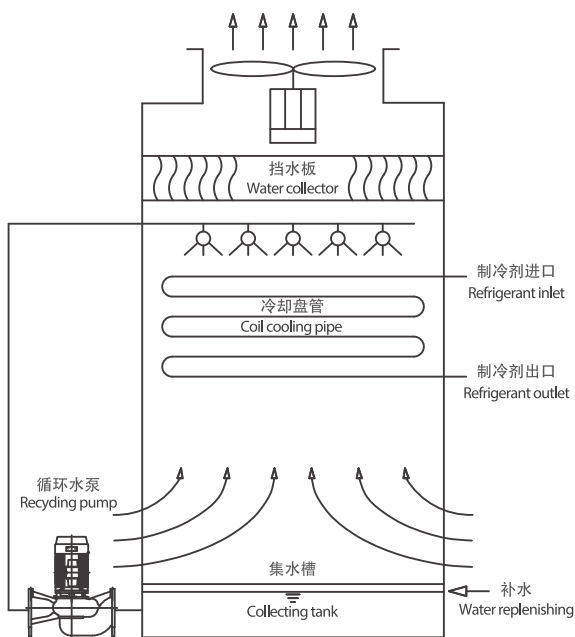 挡水板
Water collector
制冷剂进口
Refrigerant inlet
冷却盘管
Coil cooling pipe
制冷剂出口
Refrigerant outlet
循环水泵
Recyding pump
集水槽
Collecting tank
补水
Water replenishing